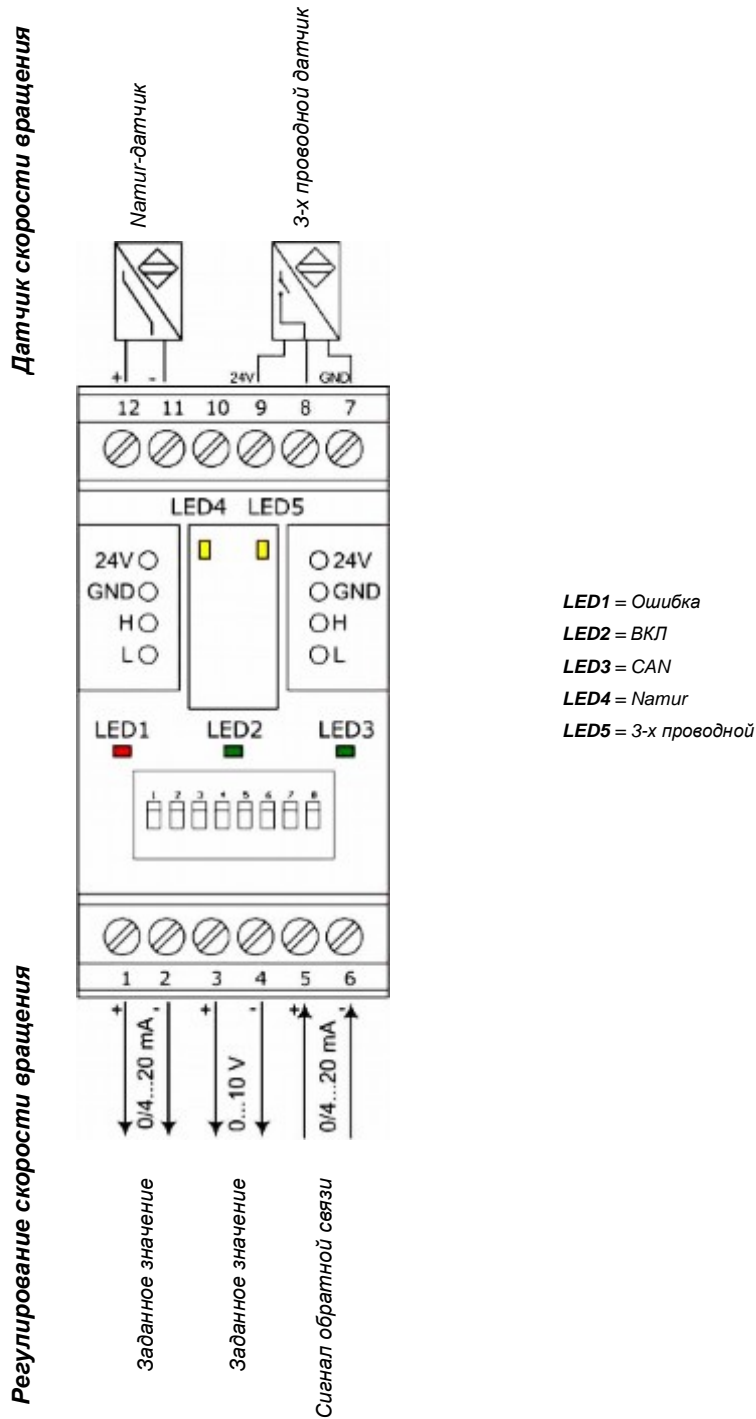 Датчик скорости вращения
Namur-датчик
3-х проводной датчик
+ - 24V GND
12 11 10 9 8 7
LED4 LED5
24V 24V
GND GND
H H
L L
LED1 LED2 LED3
1 2 3 4 5 6 7 8
1 2 3 4 5 6
+ - + - + -
0/4...20 mA
0...10 V
0/4...20 mA
Регулирование скорости вращения
Заданное значение
Заданное значение
Сигнал обратной связи
LED1 = Ошибка
LED2 = ВКЛ
LED3 = CAN
LED4 = Namur
LED5 = 3-х проводной